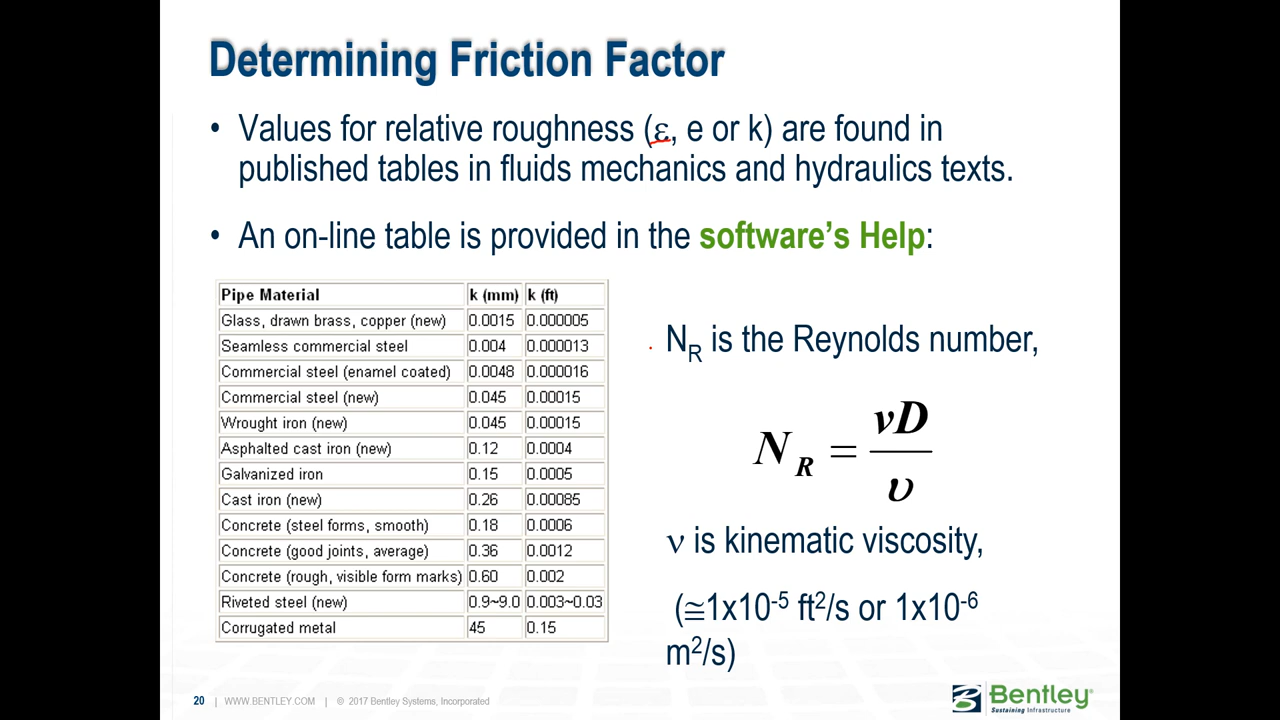 Determining Friction Factor
• Values for relative roughness (ε, e or k) are found in
published tables in fluids mechanics and hydraulics texts.
• An on-line table is provided in the software's Help:
Pipe Material k (mm) k (ft)
Glass, drawn brass, copper (new) 0.0015 0.000005
Seamless commercial steel 0.004 0.000013
Commercial steel (enamel coated) 0.0048 0.000016
Commercial steel (new) 0.045 0.00015
Wrought iron (new) 0.045 0.00015
Asphalted cast iron (new) 0.12 0.0004
Galvanized iron 0.15 0.0005
Cast iron (new) 0.26 0.00085
Concrete (steel forms, smooth) 0.18 0.0006
Concrete (good joints, average) 0.36 0.0012
Concrete (rough, visible form marks) 0.60 0.002
Riveted steel (new) 0.9~9.0 0.003~0.03
Corrugated metal 45 0.15
N_R is the Reynolds number,
N_R = vD / υ
ν is kinematic viscosity,
(≅1x10⁻⁵ ft²/s or 1x10⁻⁶
m²/s)
20 | WWW.BENTLEY.COM | © 2017 Bentley Systems, Incorporated
Bentley®
Sustaining Infrastructure